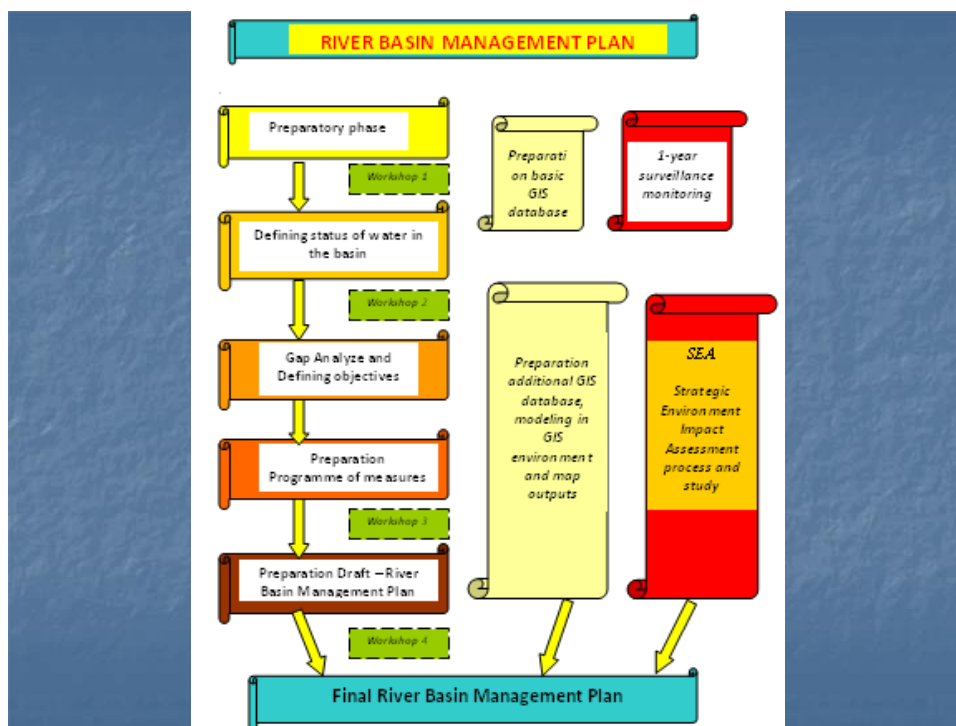 RIVER BASIN MANAGEMENT PLAN
Preparatory phase
Workshop 1
Defining status of water in
the basin
Workshop 2
Gap Analyze and
Defining objectives
Preparation
Programme of measures
Workshop 3
Preparation Draft – River
Basin Management Plan
Workshop 4
Preparati
on basic
GIS
database
1-year
surveillance
monitoring
Preparation
additional GIS
database,
modeling in
GIS
environment
and map
outputs
SEA
Strategic
Environment
Impact
Assessment
process and
study
Final River Basin Management Plan